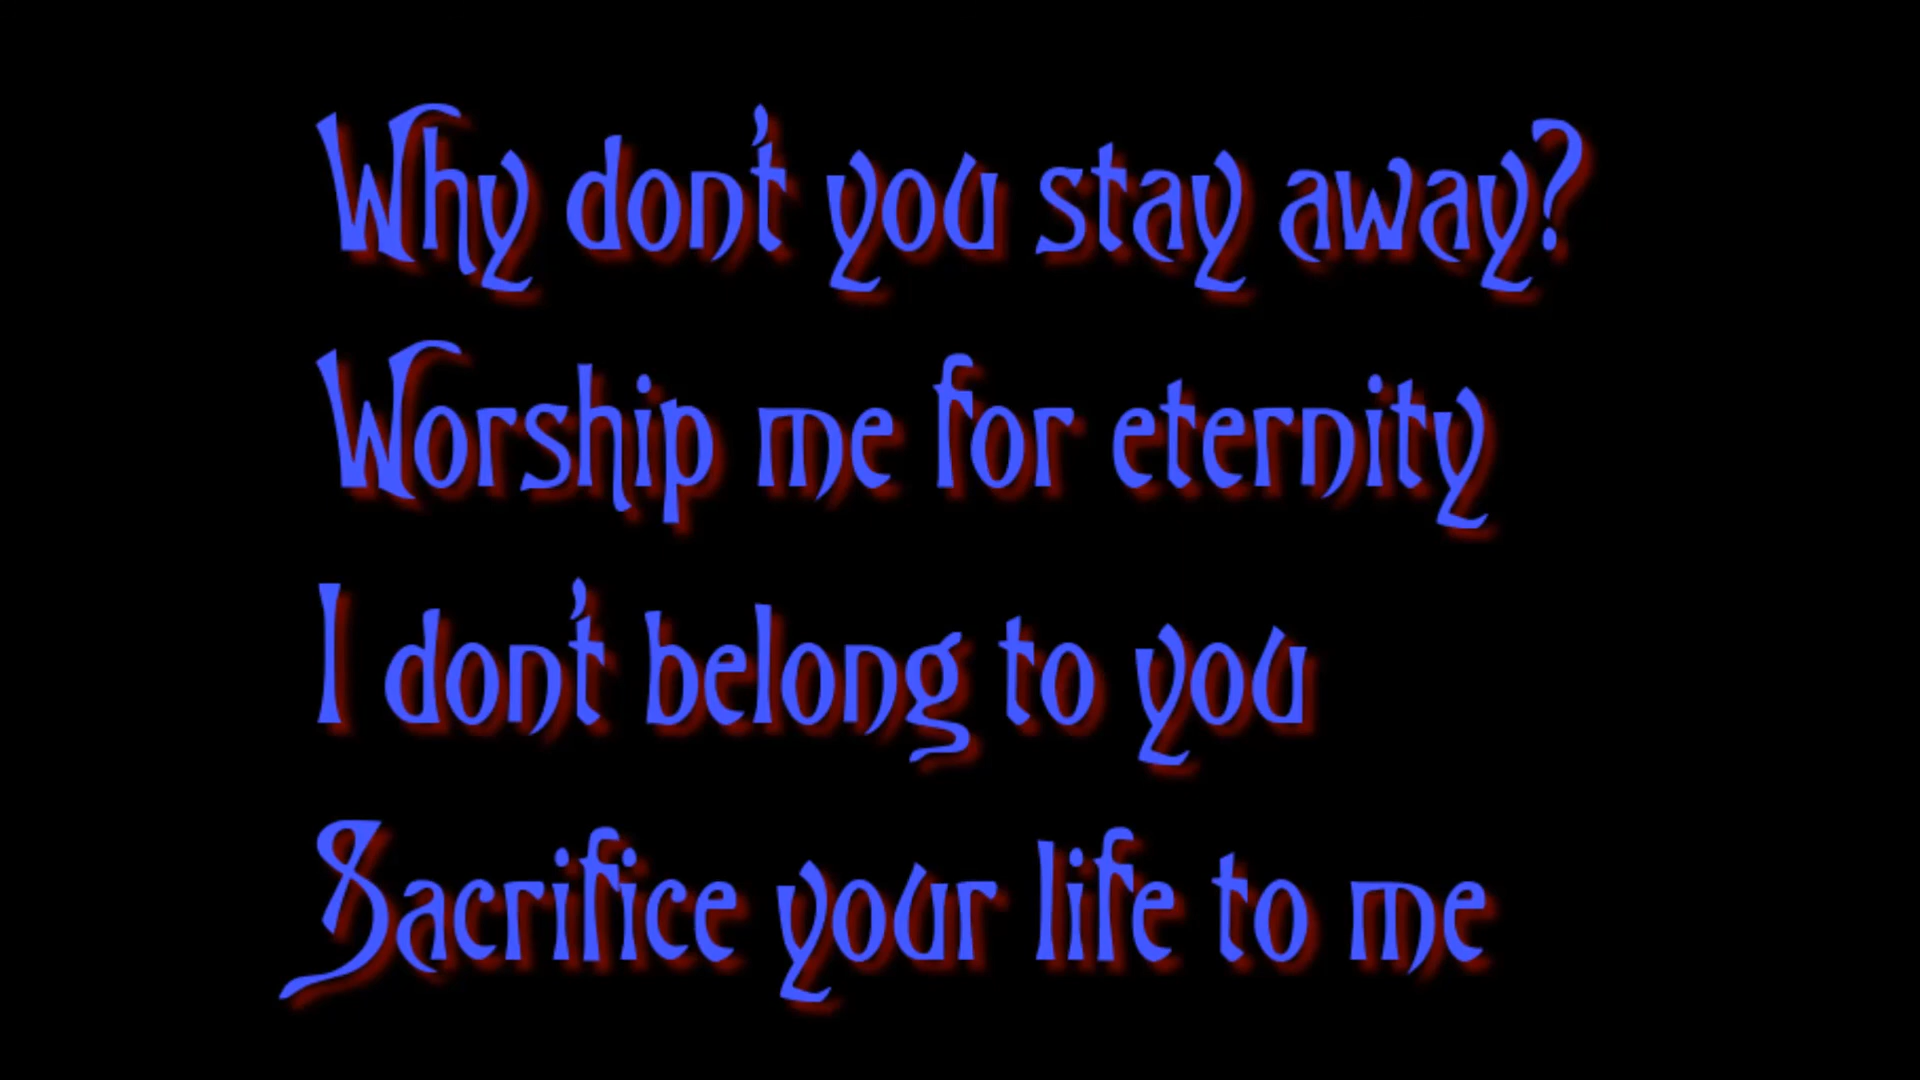 Why don't you stay away?
Worship me for eternity
I don't belong to you
Sacrifice your life to me